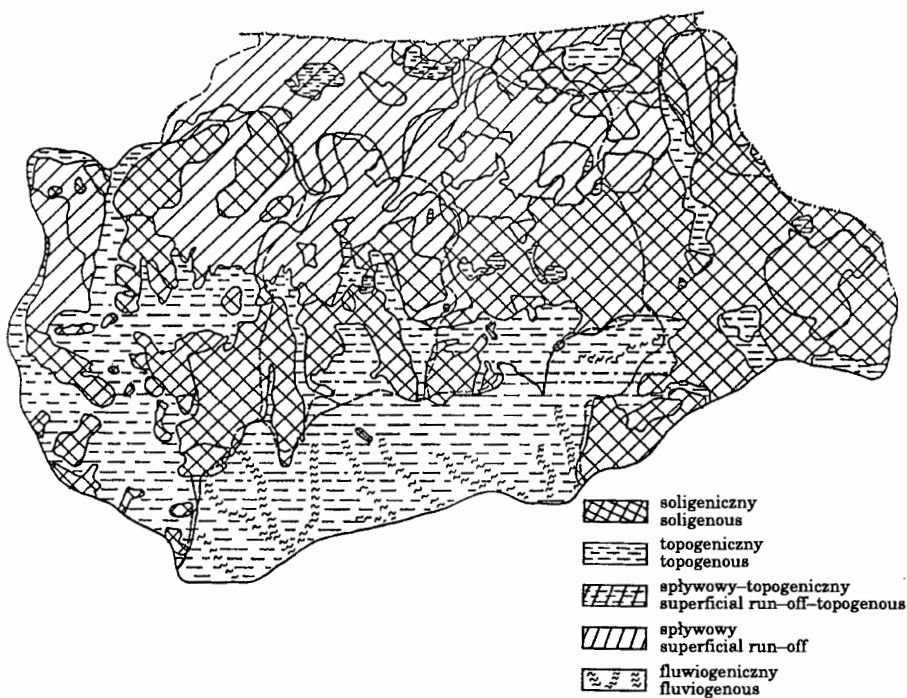 soligeniczny
soligenous
topogeniczny
topogenous
spływowy–topogeniczny
superficial run–off–topogenous
spływowy
superficial run–off
fluwiogeniczny
fluviogenous